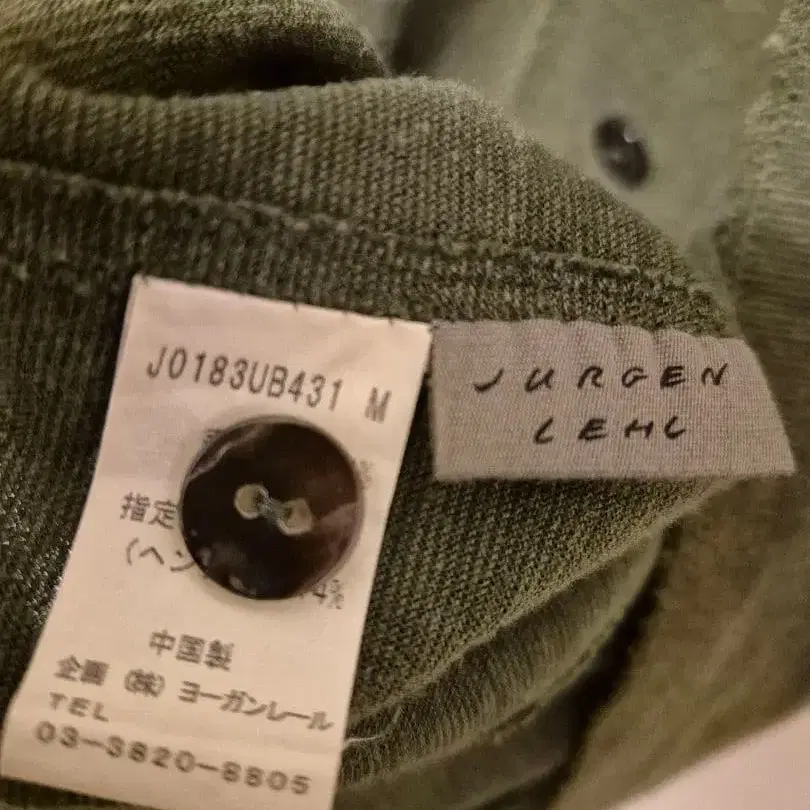 J0183UB431 M
指定
(ヘン
4%
中国製
企画 (株) ヨーガンレール
TEL
03-3820-8805
JURGEN
LEHL